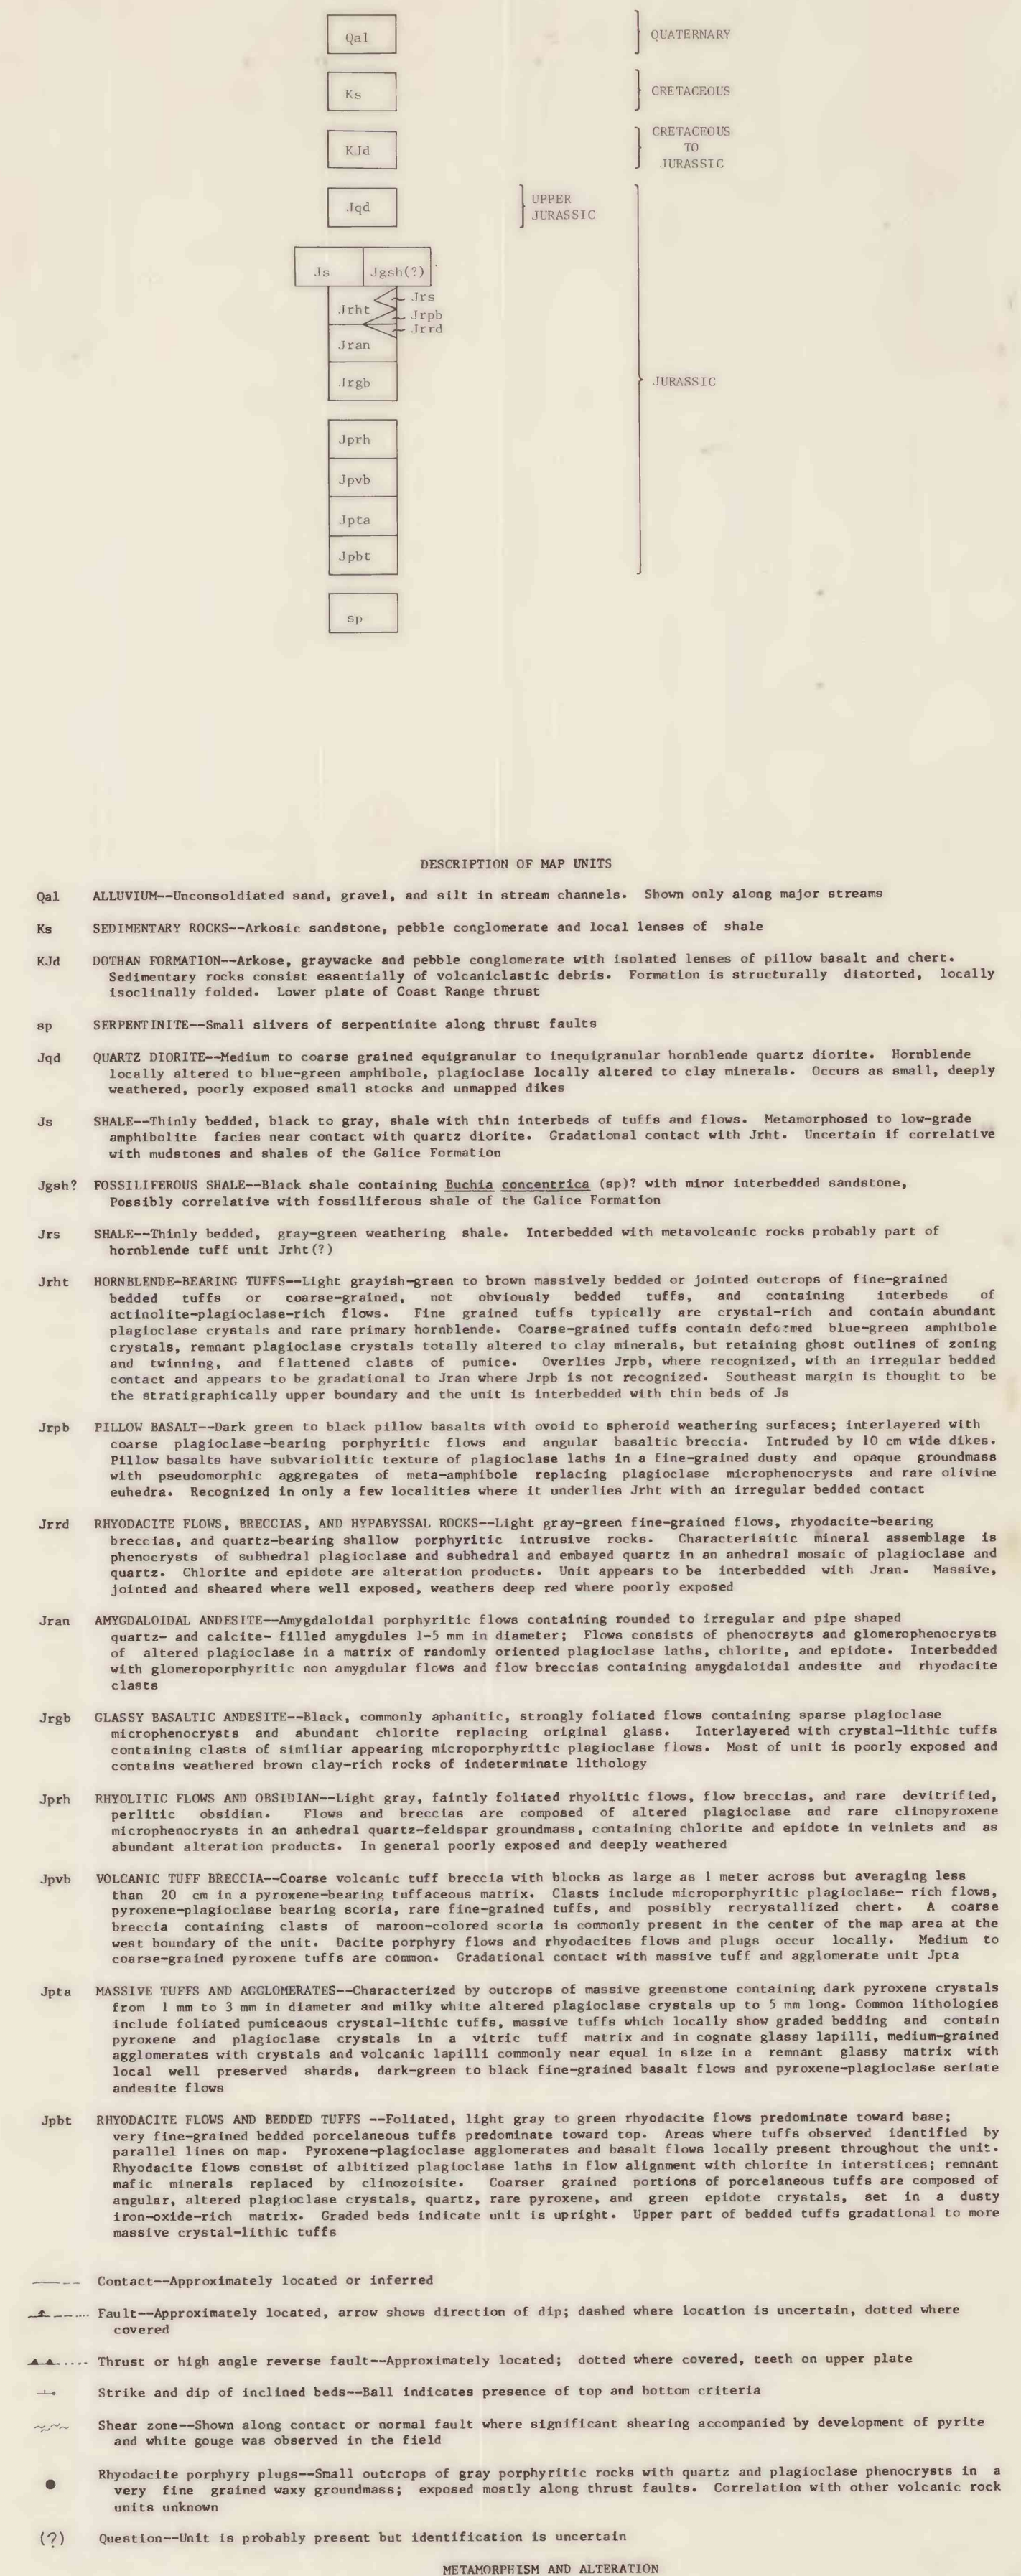 Qal
QUATERNARY
Ks
CRETACEOUS
KJd
CRETACEOUS
TO
JURASSIC
Jqd
UPPER
JURASSIC
Js
Jgsh(?)
Jrs
Jrht
Jrpb
Jrrd
Jran
Jrgb
JURASSIC
Jprh
Jpvb
Jpta
Jpbt
sp
DESCRIPTION OF MAP UNITS
Qal ALLUVIUM--Unconsoldiated sand, gravel, and silt in stream channels. Shown only along major streams
Ks SEDIMENTARY ROCKS--Arkosic sandstone, pebble conglomerate and local lenses of shale
KJd DOTHAN FORMATION--Arkose, graywacke and pebble conglomerate with isolated lenses of pillow basalt and chert.
Sedimentary rocks consist essentially of volcaniclastic debris. Formation is structurally distorted, locally
isoclinally folded. Lower plate of Coast Range thrust
sp SERPENTINITE--Small slivers of serpentinite along thrust faults
Jqd QUARTZ DIORITE--Medium to coarse grained equigranular to inequigranular hornblende quartz diorite. Hornblende
locally altered to blue-green amphibole, plagioclase locally altered to clay minerals. Occurs as small, deeply
weathered, poorly exposed small stocks and unmapped dikes
Js SHALE--Thinly bedded, black to gray, shale with thin interbeds of tuffs and flows. Metamorphosed to low-grade
amphibolite facies near contact with quartz diorite. Gradational contact with Jrht. Uncertain if correlative
with mudstones and shales of the Galice Formation
Jgsh? FOSSILIFEROUS SHALE--Black shale containing Buchia concentrica (sp)? with minor interbedded sandstone,
Possibly correlative with fossiliferous shale of the Galice Formation
Jrs SHALE--Thinly bedded, gray-green weathering shale. Interbedded with metavolcanic rocks probably part of
hornblende tuff unit Jrht(?)
Jrht HORNBLENDE-BEARING TUFFS--Light grayish-green to brown massively bedded or jointed outcrops of fine-grained
bedded tuffs or coarse-grained, not obviously bedded tuffs, and containing interbeds of
actinolite-plagioclase-rich flows. Fine grained tuffs typically are crystal-rich and contain abundant
plagioclase crystals and rare primary hornblende. Coarse-grained tuffs contain deformed blue-green amphibole
crystals, remnant plagioclase crystals totally altered to clay minerals, but retaining ghost outlines of zoning
and twinning, and flattened clasts of pumice. Overlies Jrpb, where recognized, with an irregular bedded
contact and appears to be gradational to Jran where Jrpb is not recognized. Southeast margin is thought to be
the stratigraphically upper boundary and the unit is interbedded with thin beds of Js
Jrpb PILLOW BASALT--Dark green to black pillow basalts with ovoid to spheroid weathering surfaces; interlayered with
coarse plagioclase-bearing porphyritic flows and angular basaltic breccia. Intruded by 10 cm wide dikes.
Pillow basalts have subvariolitic texture of plagioclase laths in a fine-grained dusty and opaque groundmass
with pseudomorphic aggregates of meta-amphibole replacing plagioclase microphenocrysts and rare olivine
euhedra. Recognized in only a few localities where it underlies Jrht with an irregular bedded contact
Jrrd RHYODACITE FLOWS, BRECCIAS, AND HYPABYSSAL ROCKS--Light gray-green fine-grained flows, rhyodacite-bearing
breccias, and quartz-bearing shallow porphyritic intrusive rocks. Characterisitic mineral assemblage is
phenocrysts of subhedral plagioclase and subhedral and embayed quartz in an anhedral mosaic of plagioclase and
quartz. Chlorite and epidote are alteration products. Unit appears to be interbedded with Jran. Massive,
jointed and sheared where well exposed, weathers deep red where poorly exposed
Jran AMYGDALOIDAL ANDESITE--Amygdaloidal porphyritic flows containing rounded to irregular and pipe shaped
quartz- and calcite- filled amygdules 1-5 mm in diameter; Flows consists of phenocrsyts and glomerophenocrysts
of altered plagioclase in a matrix of randomly oriented plagioclase laths, chlorite, and epidote. Interbedded
with glomeroporphyritic non amygdular flows and flow breccias containing amygdaloidal andesite and rhyodacite
clasts
Jrgb GLASSY BASALTIC ANDESITE--Black, commonly aphanitic, strongly foliated flows containing sparse plagioclase
microphenocrysts and abundant chlorite replacing original glass. Interlayered with crystal-lithic tuffs
containing clasts of similiar appearing microporphyritic plagioclase flows. Most of unit is poorly exposed and
contains weathered brown clay-rich rocks of indeterminate lithology
Jprh RHYOLITIC FLOWS AND OBSIDIAN--Light gray, faintly foliated rhyolitic flows, flow breccias, and rare devitrified,
perlitic obsidian. Flows and breccias are composed of altered plagioclase and rare clinopyroxene
microphenocrysts in an anhedral quartz-feldspar groundmass, containing chlorite and epidote in veinlets and as
abundant alteration products. In general poorly exposed and deeply weathered
Jpvb VOLCANIC TUFF BRECCIA--Coarse volcanic tuff breccia with blocks as large as 1 meter across but averaging less
than 20 cm in a pyroxene-bearing tuffaceous matrix. Clasts include microporphyritic plagioclase- rich flows,
pyroxene-plagioclase bearing scoria, rare fine-grained tuffs, and possibly recrystallized chert. A coarse
breccia containing clasts of maroon-colored scoria is commonly present in the center of the map area at the
west boundary of the unit. Dacite porphyry flows and rhyodacites flows and plugs occur locally. Medium to
coarse-grained pyroxene tuffs are common. Gradational contact with massive tuff and agglomerate unit Jpta
Jpta MASSIVE TUFFS AND AGGLOMERATES--Characterized by outcrops of massive greenstone containing dark pyroxene crystals
from 1 mm to 3 mm in diameter and milky white altered plagioclase crystals up to 5 mm long. Common lithologies
include foliated pumiceous crystal-lithic tuffs, massive tuffs which locally show graded bedding and contain
pyroxene and plagioclase crystals in a vitric tuff matrix and in cognate glassy lapilli, medium-grained
agglomerates with crystals and volcanic lapilli commonly near equal in size in a remnant glassy matrix with
local well preserved shards, dark-green to black fine-grained basalt flows and pyroxene-plagioclase seriate
andesite flows
Jpbt RHYODACITE FLOWS AND BEDDED TUFFS --Foliated, light gray to green rhyodacite flows predominate toward base;
very fine-grained bedded porcelaneous tuffs predominate toward top. Areas where tuffs observed identified by
parallel lines on map. Pyroxene-plagioclase agglomerates and basalt flows locally present throughout the unit.
Rhyodacite flows consist of albitized plagioclase laths in flow alignment with chlorite in interstices; remnant
mafic minerals replaced by clinozoisite. Coarser grained portions of porcelaneous tuffs are composed of
angular, altered plagioclase crystals, quartz, rare pyroxene, and green epidote crystals, set in a dusty
iron-oxide-rich matrix. Graded beds indicate unit is upright. Upper part of bedded tuffs gradational to more
massive crystal-lithic tuffs
Contact--Approximately located or inferred
Fault--Approximately located, arrow shows direction of dip; dashed where location is uncertain, dotted where
covered
Thrust or high angle reverse fault--Approximately located; dotted where covered, teeth on upper plate
Strike and dip of inclined beds--Ball indicates presence of top and bottom criteria
Shear zone--Shown along contact or normal fault where significant shearing accompanied by development of pyrite
and white gouge was observed in the field
Rhyodacite porphyry plugs--Small outcrops of gray porphyritic rocks with quartz and plagioclase phenocrysts in a
very fine grained waxy groundmass; exposed mostly along thrust faults. Correlation with other volcanic rock
units unknown
(?) Question--Unit is probably present but identification is uncertain
METAMORPHISM AND ALTERATION